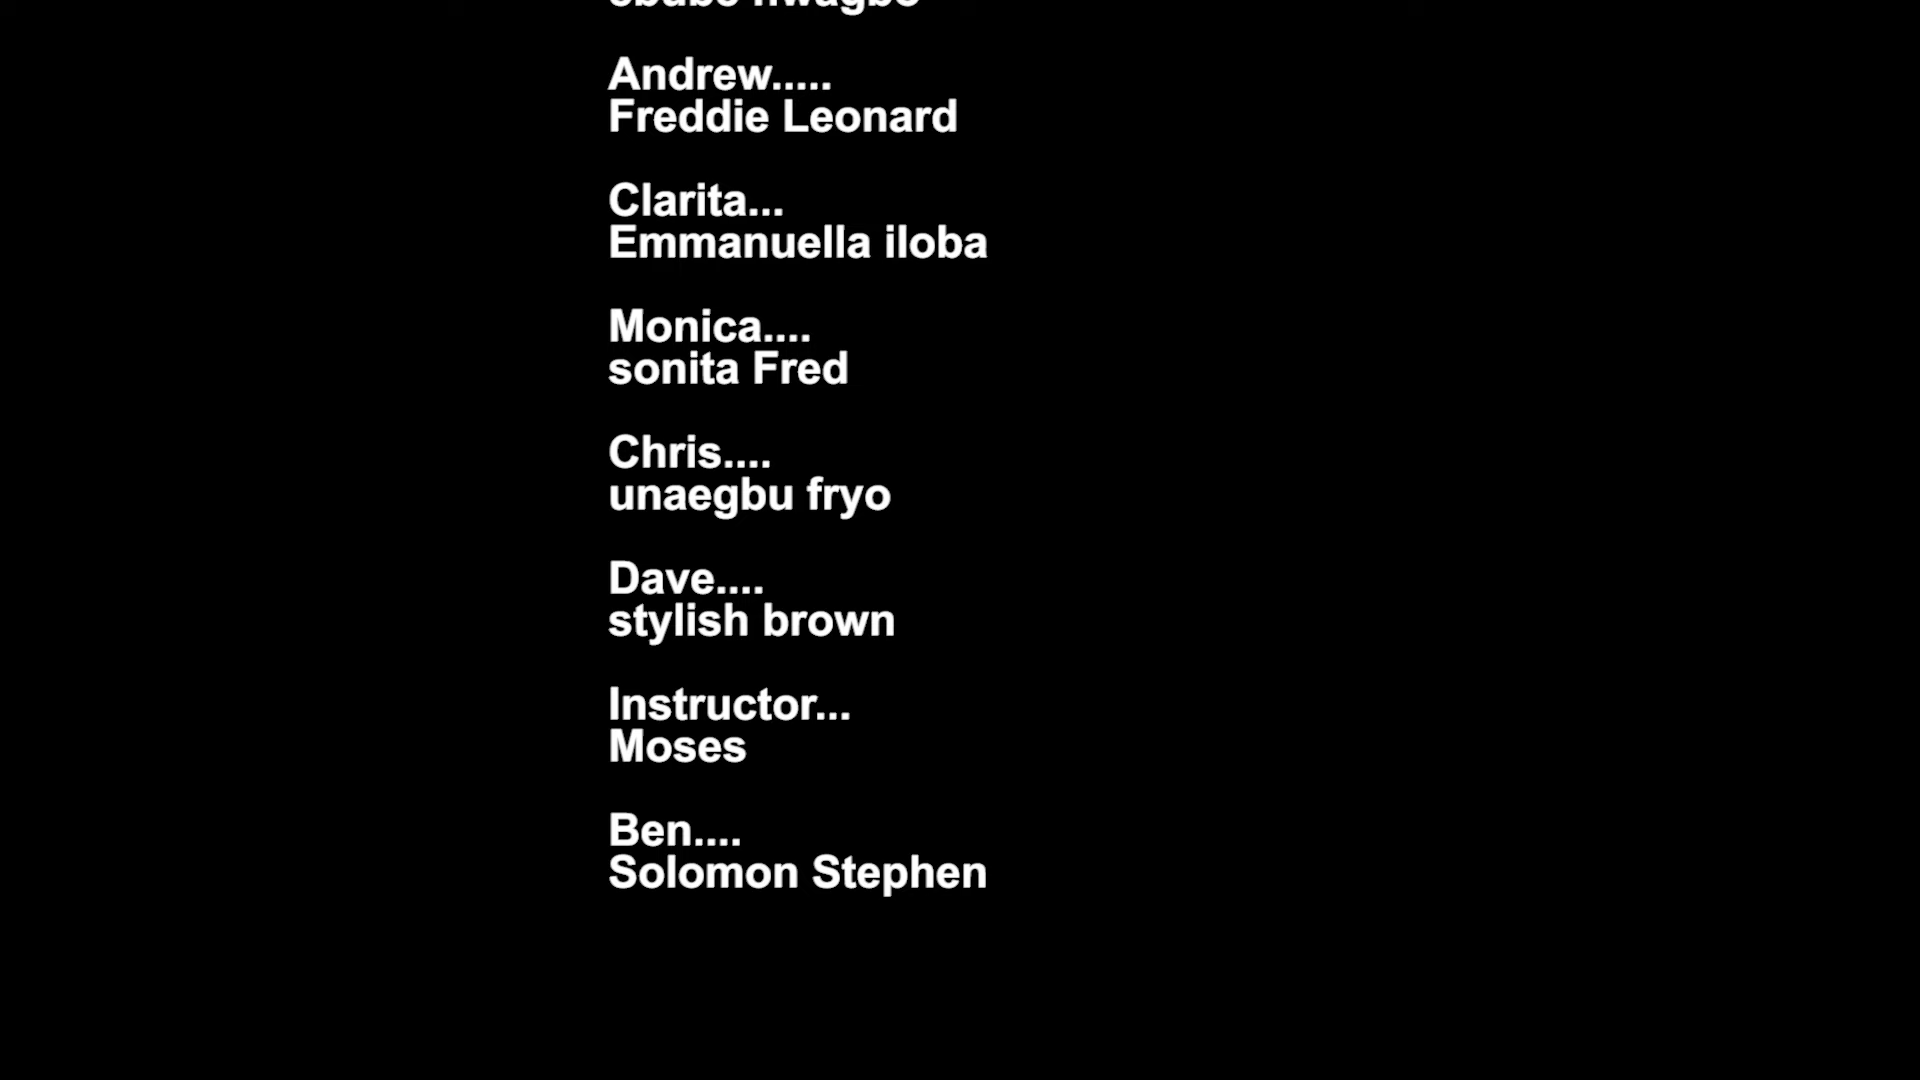 Andrew.....
Freddie Leonard
Clarita...
Emmanuella iloba
Monica....
sonita Fred
Chris....
unaegbu fryo
Dave....
stylish brown
Instructor...
Moses
Ben....
Solomon Stephen